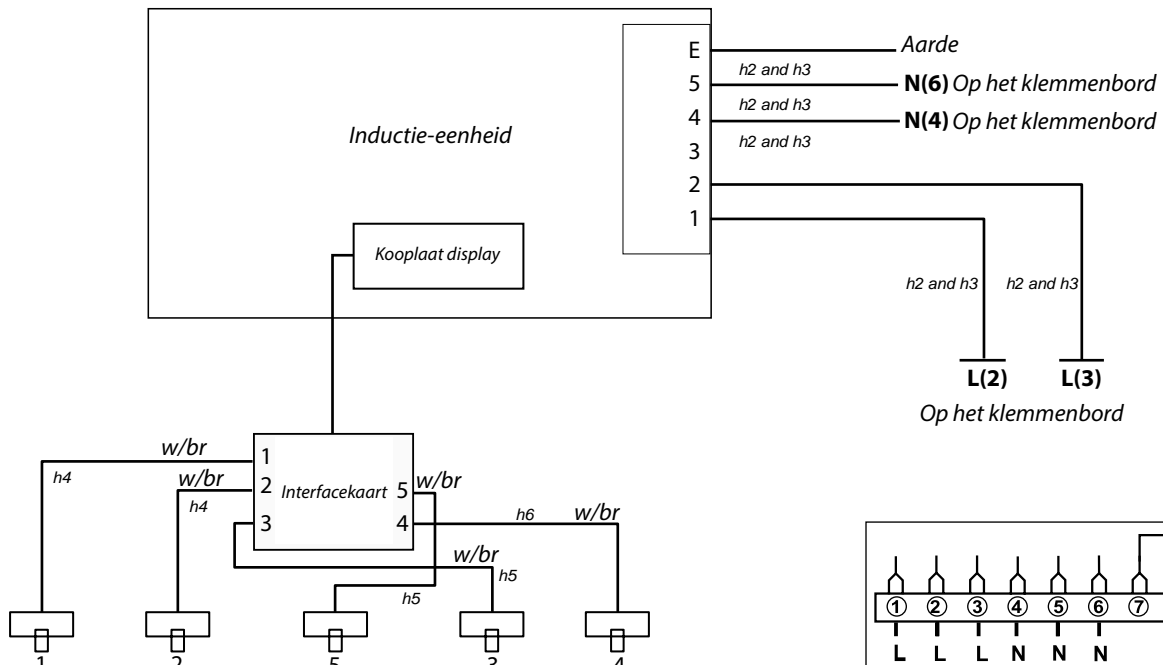 E Aarde
h2 and h3
5 N(6) Op het klemmenbord
h2 and h3
4 N(4) Op het klemmenbord
Inductie-eenheid
h2 and h3
3
2
1
Kooplaat display
h2 and h3 h2 and h3
L(2) L(3)
Op het klemmenbord
w/br 1
h4
w/br 2 Interfacekaart 5 w/br
h4
3 4 h6 w/br
w/br
h5
h5
1 2 5 3 4
1 2 3 4 5 6 7
L L L N N N